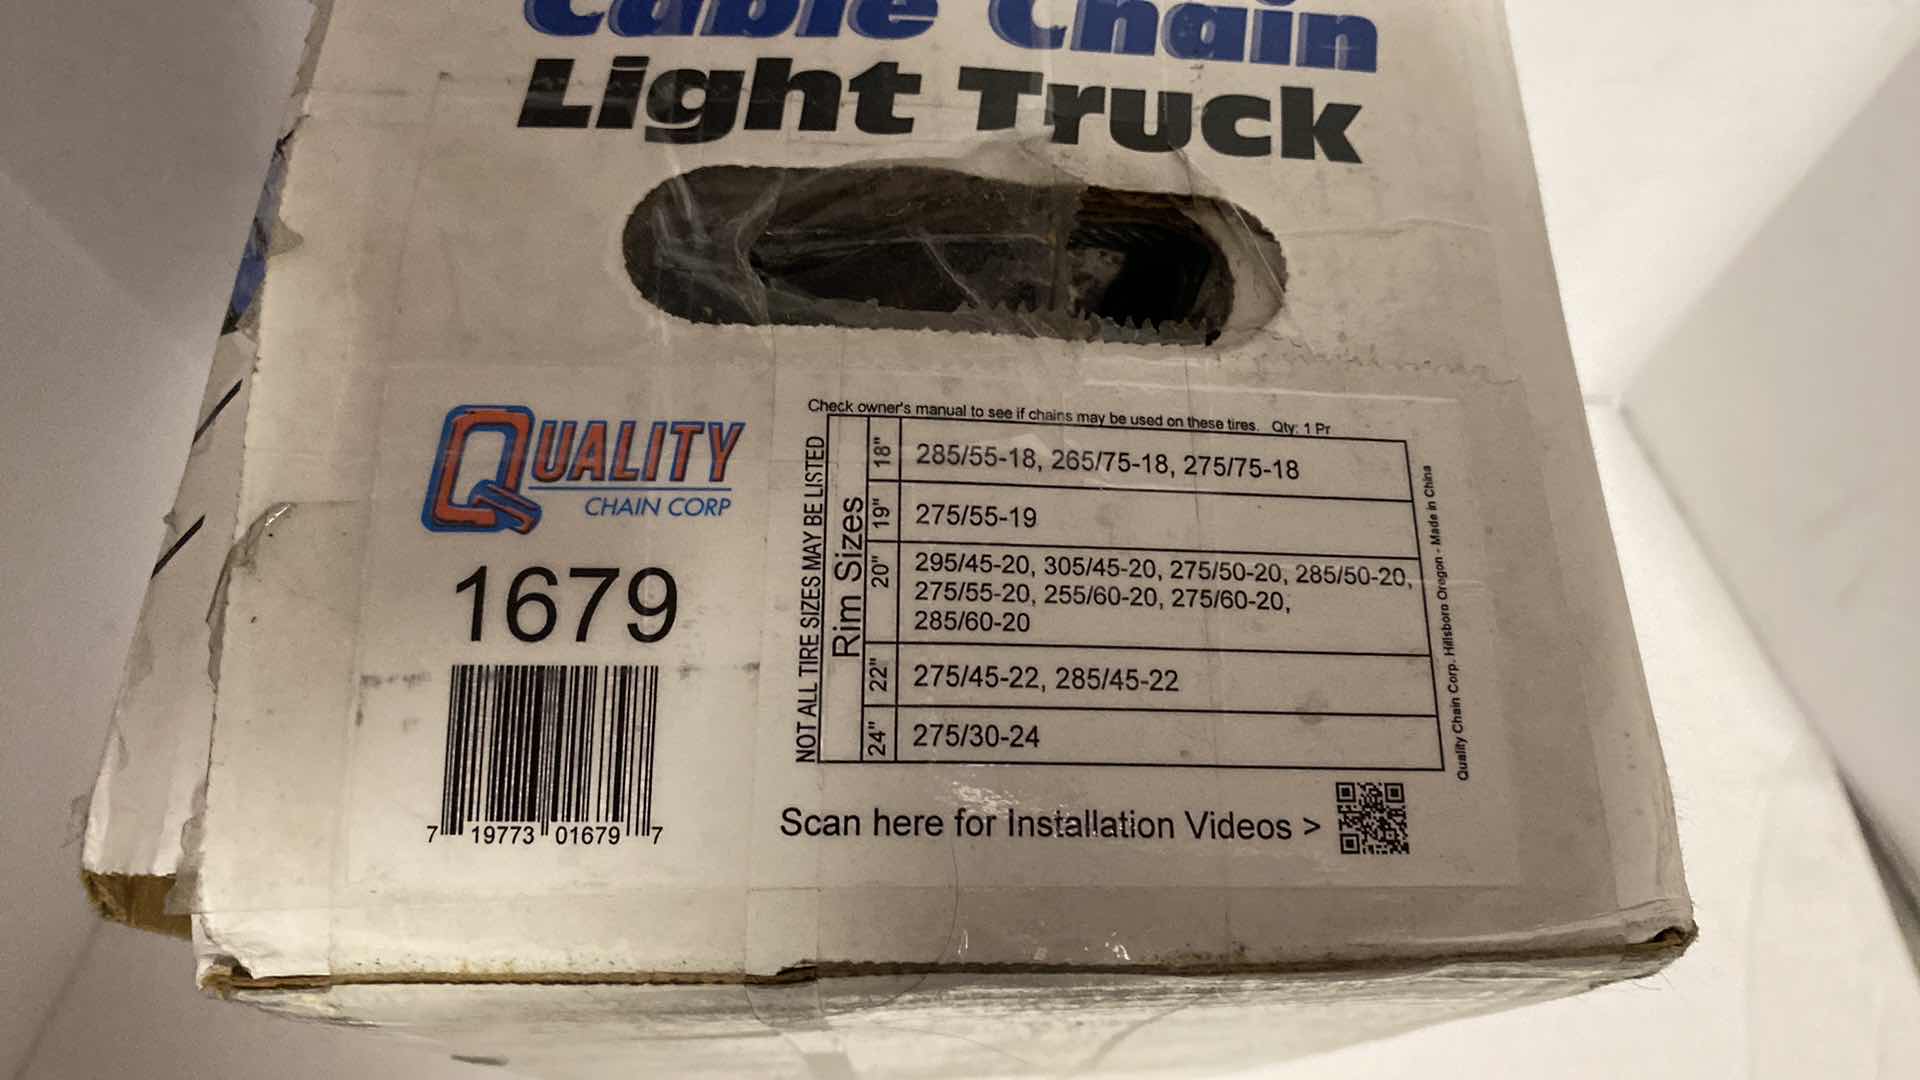 Cable Chain
Light Truck
QUALITY
CHAIN CORP
1679
7 19773 01679 7
Check owner's manual to see if chains may be used on these tires. Qty: 1 Pr
NOT ALL TIRE SIZES MAY BE LISTED
Rim Sizes
18" 285/55-18, 265/75-18, 275/75-18
19" 275/55-19
20" 295/45-20, 305/45-20, 275/50-20, 285/50-20,
275/55-20, 255/60-20, 275/60-20,
285/60-20
22" 275/45-22, 285/45-22
24" 275/30-24
Quality Chain Corp. Hillsboro Oregon - Made in China
Scan here for Installation Videos >